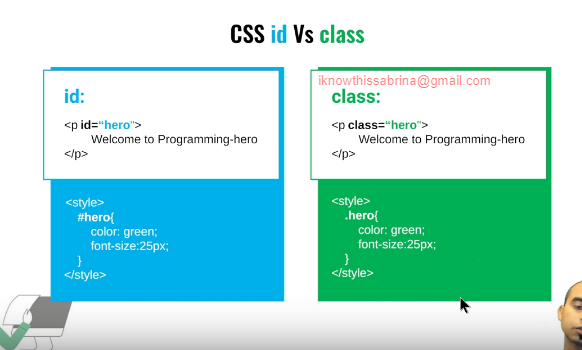 CSS id Vs class
id:
<p id="hero">
Welcome to Programming-hero
</p>
<style>
#hero{
color: green;
font-size:25px;
}
</style>
iknowthissabrina@gmail.com
class:
<p class="hero">
Welcome to Programming-hero
</p>
<style>
.hero{
color: green;
font-size:25px;
}
</style>